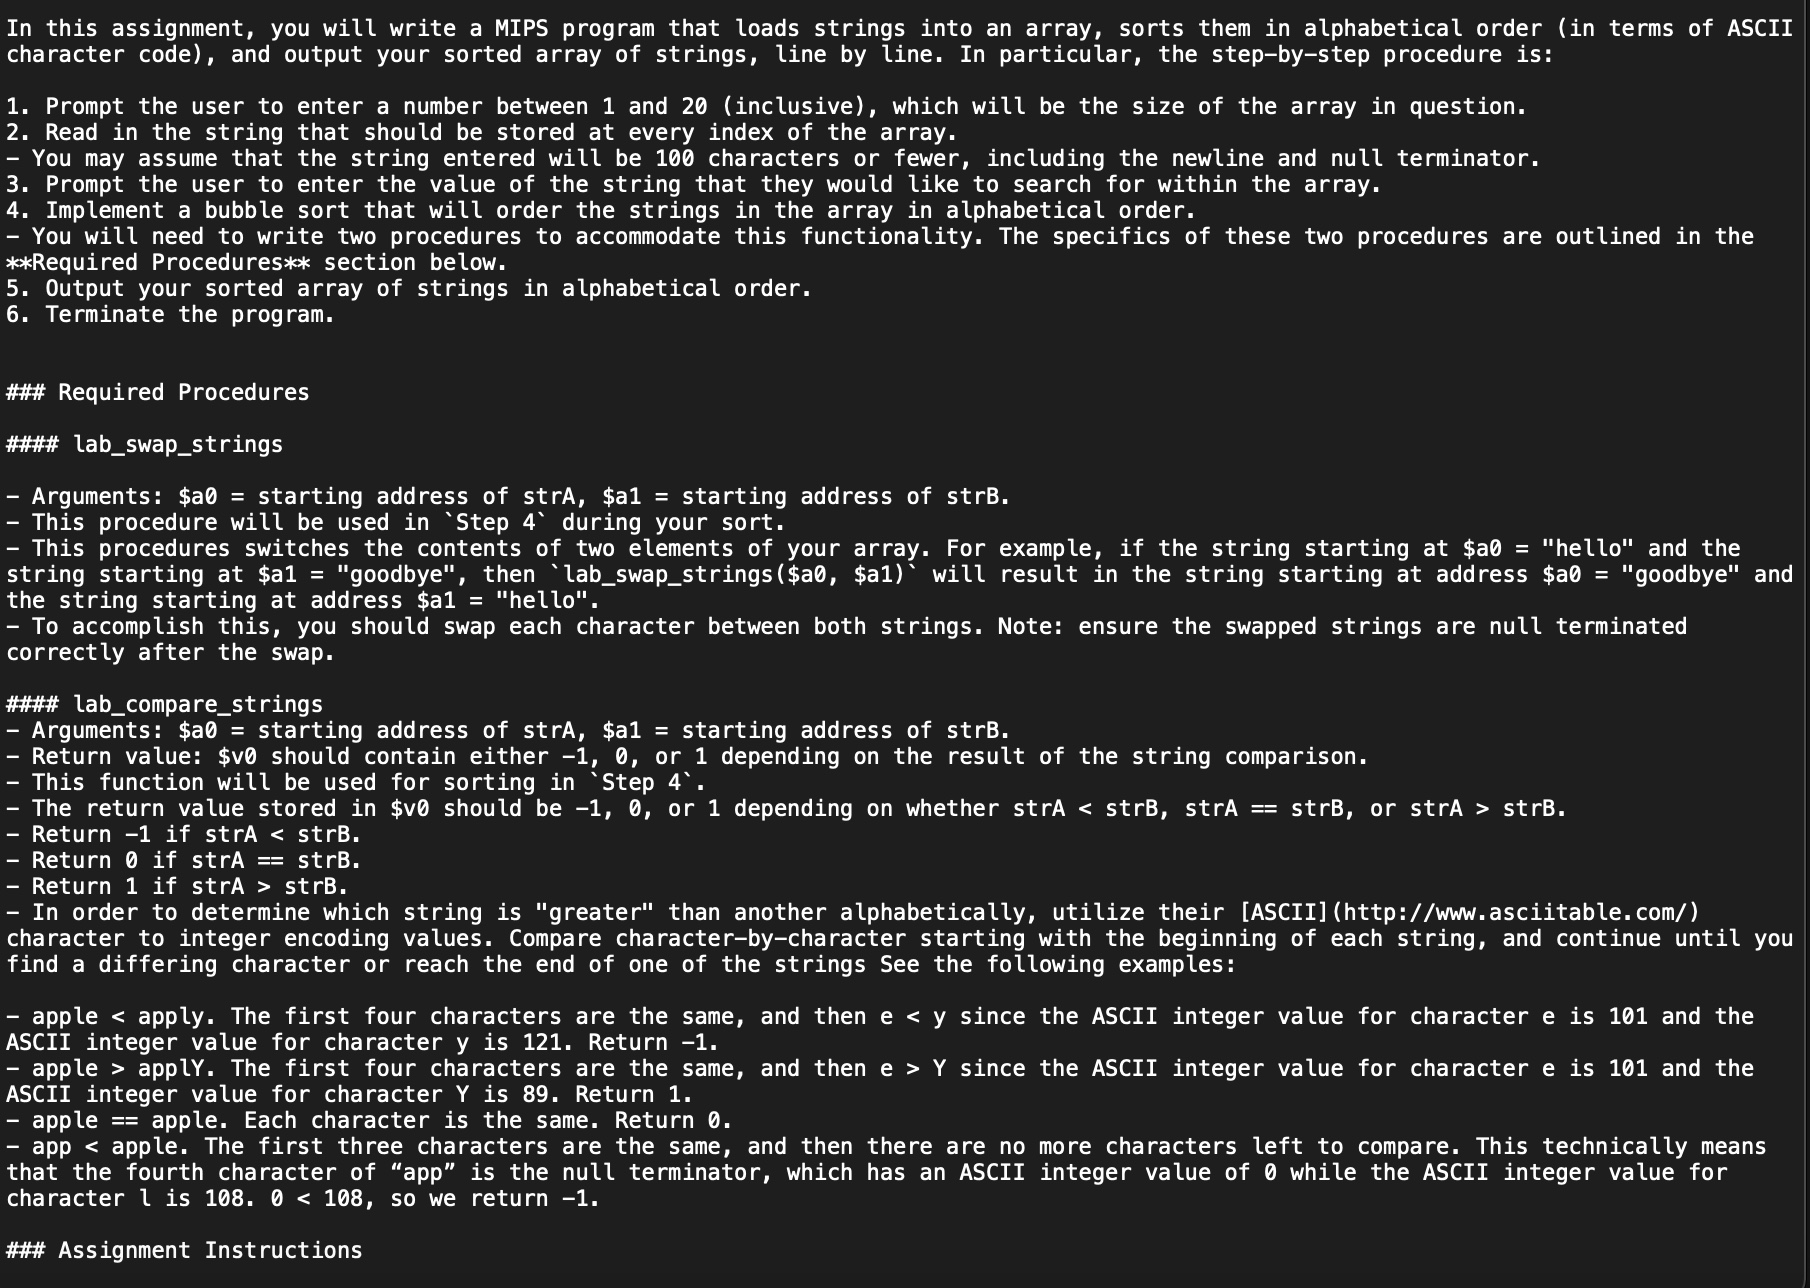 In this assignment, you will write a MIPS program that loads strings into an array, sorts them in alphabetical order (in terms of ASCII
character code), and output your sorted array of strings, line by line. In particular, the step-by-step procedure is:
1. Prompt the user to enter a number between 1 and 20 (inclusive), which will be the size of the array in question.
2. Read in the string that should be stored at every index of the array.
- You may assume that the string entered will be 100 characters or fewer, including the newline and null terminator.
3. Prompt the user to enter the value of the string that they would like to search for within the array.
4. Implement a bubble sort that will order the strings in the array in alphabetical order.
- You will need to write two procedures to accommodate this functionality. The specifics of these two procedures are outlined in the
**Required Procedures** section below.
5. Output your sorted array of strings in alphabetical order.
6. Terminate the program.
### Required Procedures
#### lab_swap_strings
- Arguments: $a0 = starting address of strA, $a1 = starting address of strB.
- This procedure will be used in `Step 4` during your sort.
- This procedures switches the contents of two elements of your array. For example, if the string starting at $a0 = "hello" and the
string starting at $a1 = "goodbye", then `lab_swap_strings($a0, $a1)` will result in the string starting at address $a0 = "goodbye" and
the string starting at address $a1 = "hello".
- To accomplish this, you should swap each character between both strings. Note: ensure the swapped strings are null terminated
correctly after the swap.
#### lab_compare_strings
- Arguments: $a0 = starting address of strA, $a1 = starting address of strB.
- Return value: $v0 should contain either -1, 0, or 1 depending on the result of the string comparison.
- This function will be used for sorting in `Step 4`.
- The return value stored in $v0 should be -1, 0, or 1 depending on whether strA < strB, strA == strB, or strA > strB.
- Return -1 if strA < strB.
- Return 0 if strA == strB.
- Return 1 if strA > strB.
- In order to determine which string is "greater" than another alphabetically, utilize their [ASCII](http://www.asciitable.com/)
character to integer encoding values. Compare character-by-character starting with the beginning of each string, and continue until you
find a differing character or reach the end of one of the strings See the following examples:
- apple < apply. The first four characters are the same, and then e < y since the ASCII integer value for character e is 101 and the
ASCII integer value for character y is 121. Return -1.
- apple > applY. The first four characters are the same, and then e > Y since the ASCII integer value for character e is 101 and the
ASCII integer value for character Y is 89. Return 1.
- apple == apple. Each character is the same. Return 0.
- app < apple. The first three characters are the same, and then there are no more characters left to compare. This technically means
that the fourth character of “app” is the null terminator, which has an ASCII integer value of 0 while the ASCII integer value for
character l is 108. 0 < 108, so we return -1.
### Assignment Instructions